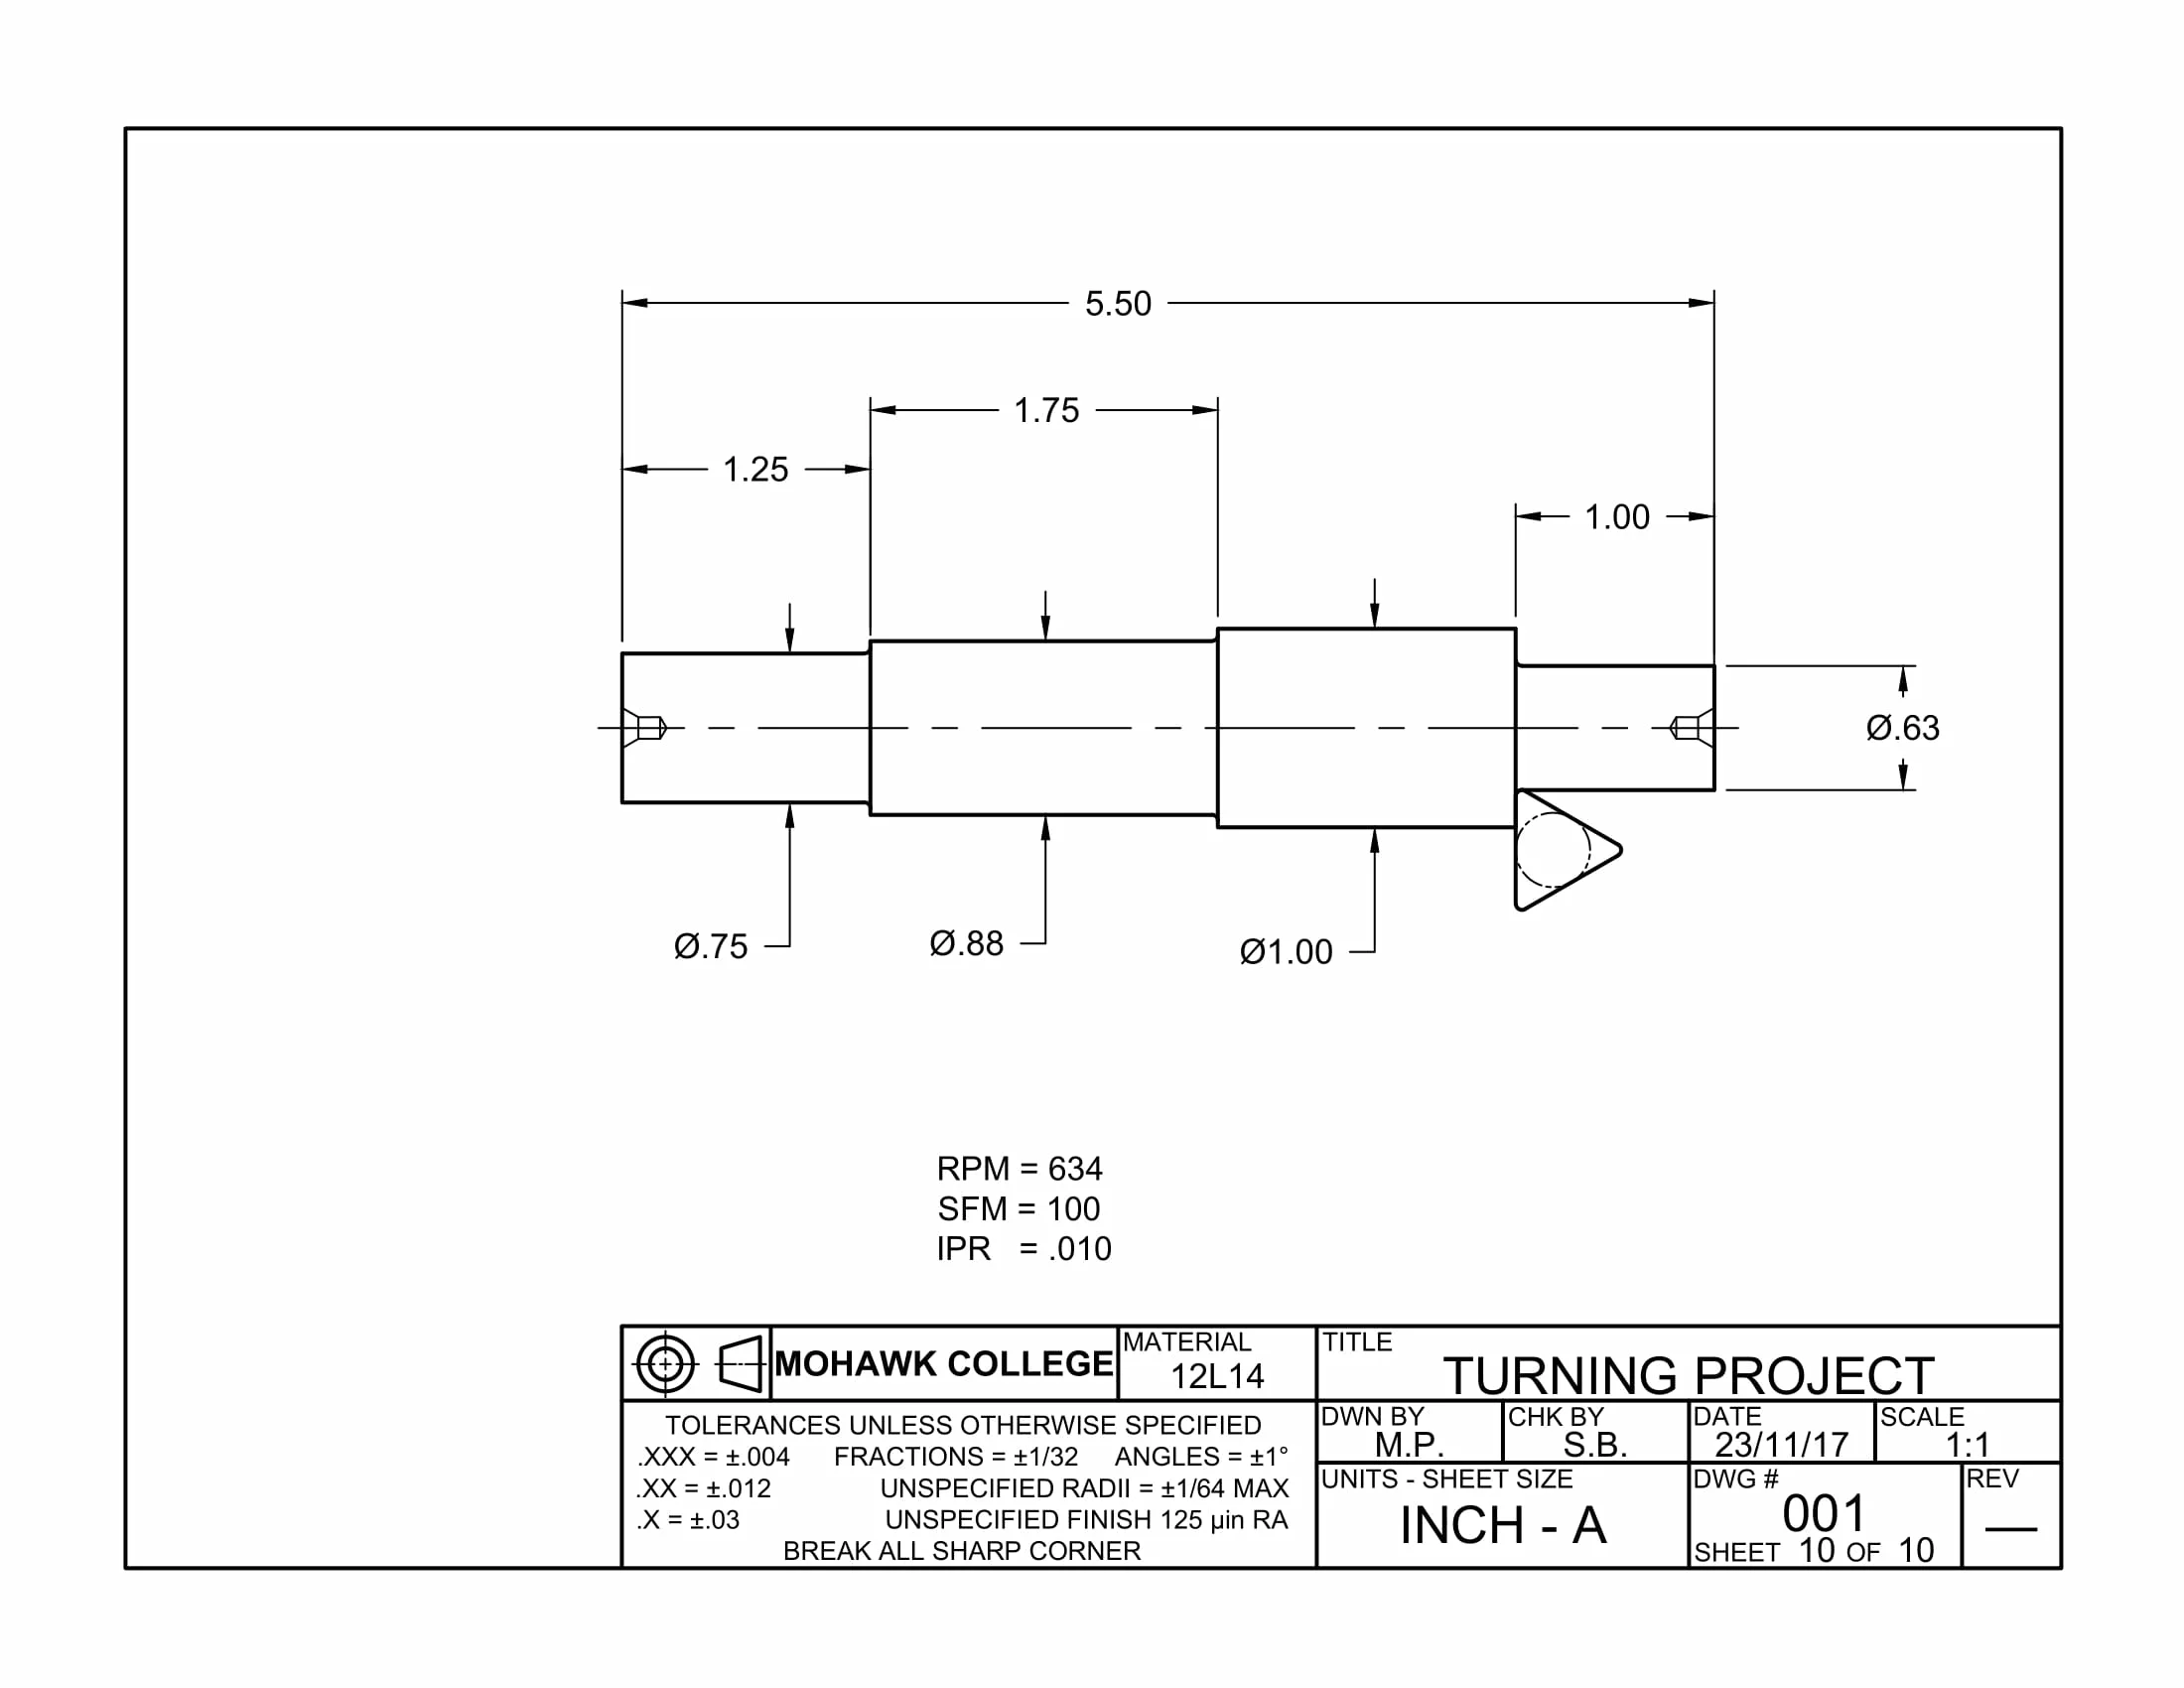 5.50
1.75
1.25
1.00
Ø.63
Ø.75
Ø.88
Ø1.00
RPM = 634
SFM = 100
IPR = .010
MOHAWK COLLEGE
MATERIAL
12L14
TITLE
TURNING PROJECT
TOLERANCES UNLESS OTHERWISE SPECIFIED
.XXX = ±.004 FRACTIONS = ±1/32 ANGLES = ±1°
.XX = ±.012 UNSPECIFIED RADII = ±1/64 MAX
.X = ±.03 UNSPECIFIED FINISH 125 µin RA
BREAK ALL SHARP CORNER
DWN BY
M.P.
CHK BY
S.B.
DATE
23/11/17
SCALE
1:1
UNITS - SHEET SIZE
INCH - A
DWG #
001
SHEET 10 OF 10
REV
—